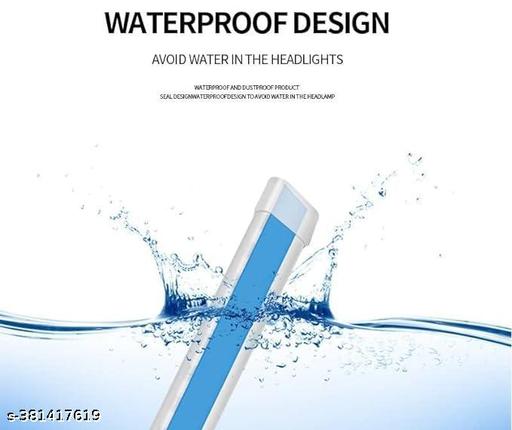 WATERPROOF DESIGN
AVOID WATER IN THE HEADLIGHTS
WATERPROOF AND DUSTPROOF PRODUCT
SEAL DESIGNWATERPROOFDESIGN TO AVOID WATER IN THE HEADLAMP
s-381417619